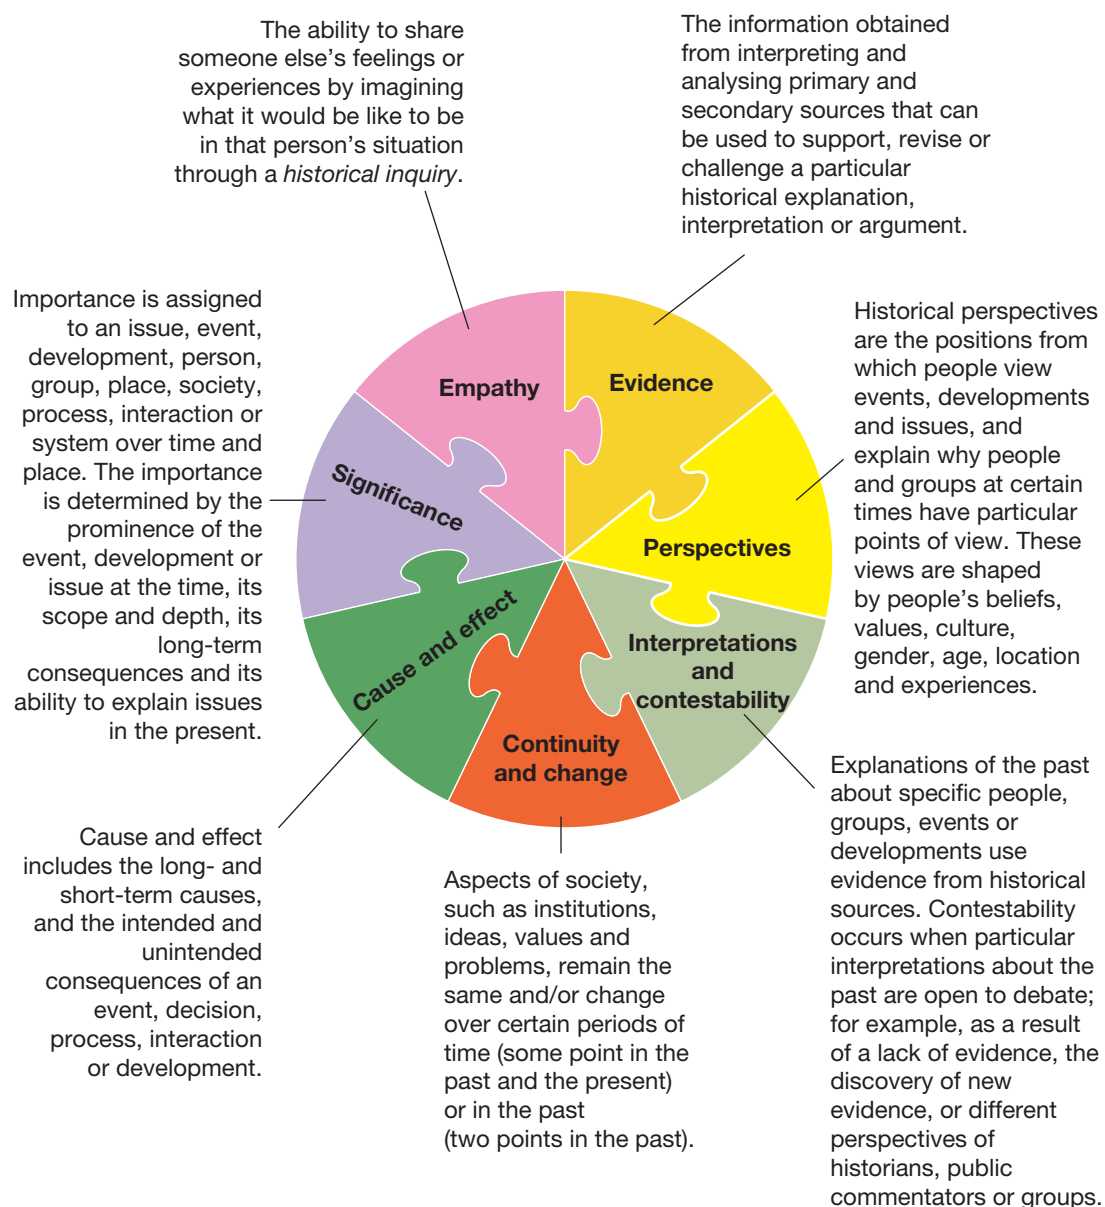 The ability to share
someone else’s feelings or
experiences by imagining
what it would be like to be
in that person’s situation
through a historical inquiry.
The information obtained
from interpreting and
analysing primary and
secondary sources that can
be used to support, revise or
challenge a particular
historical explanation,
interpretation or argument.
Importance is assigned
to an issue, event,
development, person,
group, place, society,
process, interaction or
system over time and
place. The importance
is determined by the
prominence of the
event, development or
issue at the time, its
scope and depth, its
long-term
consequences and its
ability to explain issues
in the present.
Historical perspectives
are the positions from
which people view
events, developments
and issues, and
explain why people
and groups at certain
times have particular
points of view. These
views are shaped
by people’s beliefs,
values, culture,
gender, age, location
and experiences.
Empathy
Evidence
Significance
Perspectives
Cause and effect
Interpretations
and
contestability
Continuity
and change
Cause and effect
includes the long- and
short-term causes,
and the intended and
unintended
consequences of an
event, decision,
process, interaction
or development.
Aspects of society,
such as institutions,
ideas, values and
problems, remain the
same and/or change
over certain periods of
time (some point in the
past and the present)
or in the past
(two points in the past).
Explanations of the past
about specific people,
groups, events or
developments use
evidence from historical
sources. Contestability
occurs when particular
interpretations about the
past are open to debate;
for example, as a result
of a lack of evidence, the
discovery of new
evidence, or different
perspectives of
historians, public
commentators or groups.